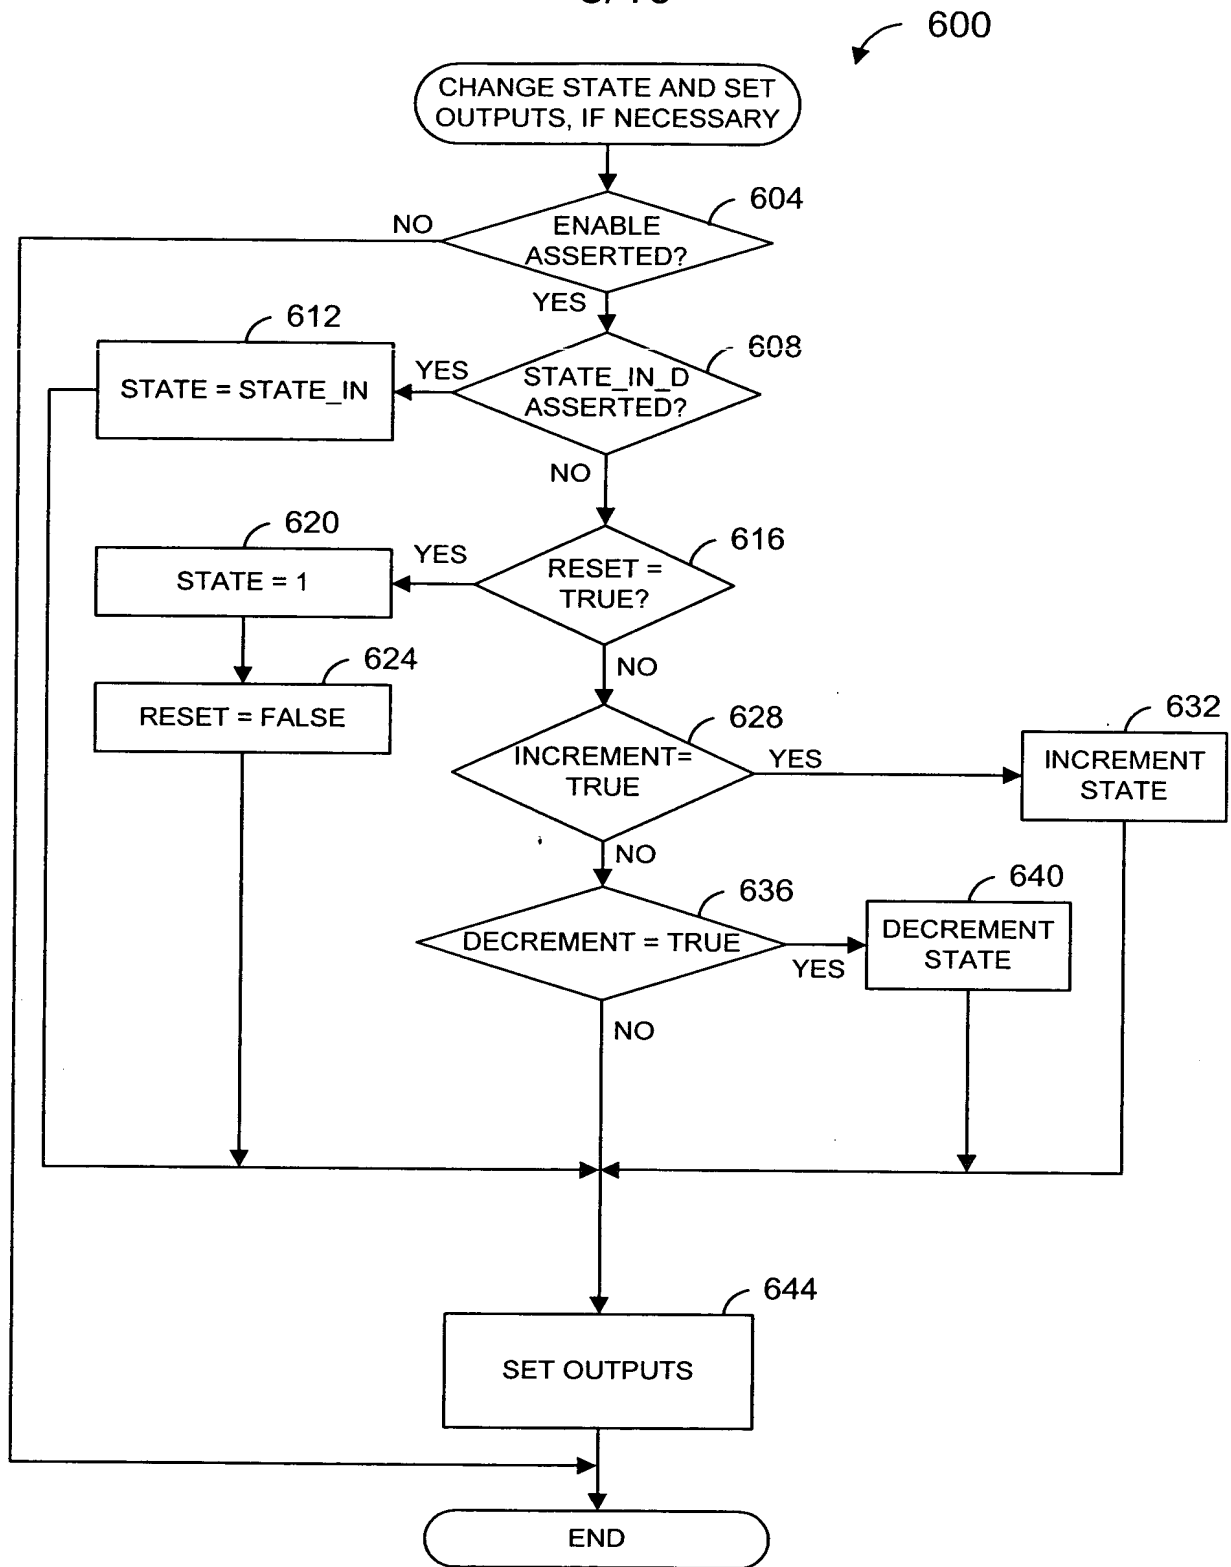 600
CHANGE STATE AND SET
OUTPUTS, IF NECESSARY
604
NO
ENABLE
ASSERTED?
YES
612
608
STATE = STATE_IN
YES
STATE_IN_D
ASSERTED?
NO
620
616
STATE = 1
YES
RESET =
TRUE?
NO
624
RESET = FALSE
628
632
INCREMENT=
TRUE
YES
INCREMENT
STATE
NO
636
640
DECREMENT = TRUE
YES
DECREMENT
STATE
NO
644
SET OUTPUTS
END